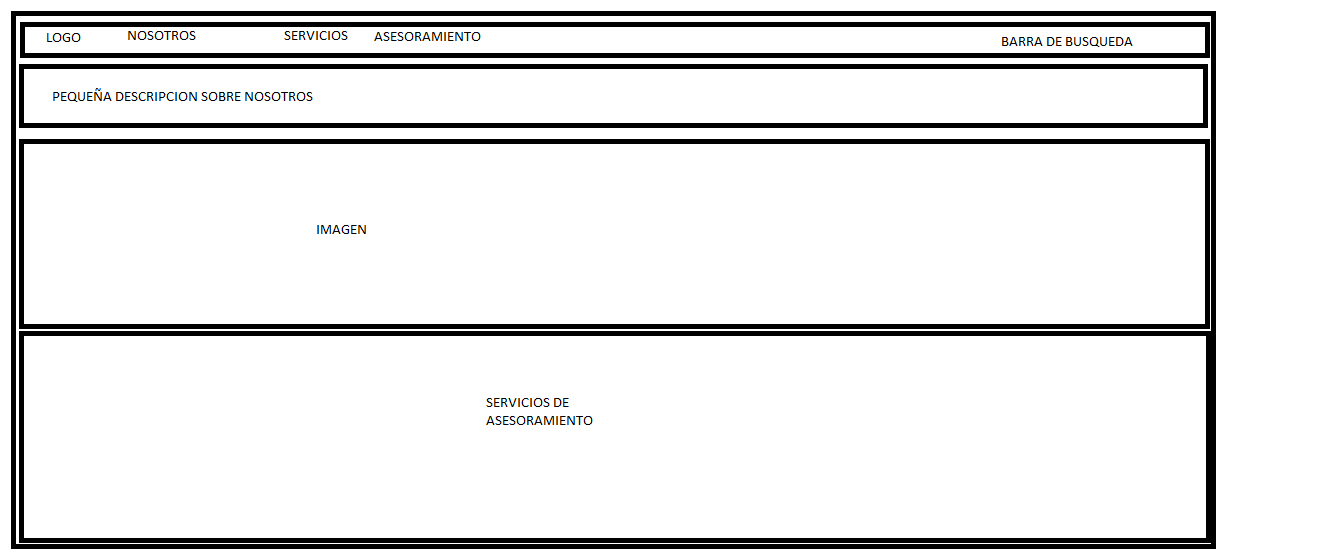 LOGO
NOSOTROS
SERVICIOS
ASESORAMIENTO
BARRA DE BUSQUEDA
PEQUEÑA DESCRIPCION SOBRE NOSOTROS
IMAGEN
SERVICIOS DE
ASESORAMIENTO